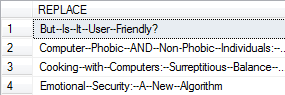 REPLACE
1 But--Is--It--User--Friendly?
2 Computer--Phobic--AND--Non-Phobic--Individuals:--..
3 Cooking--with--Computers:--Surreptitious--Balance--..
4 Emotional--Security:--A--New--Algorithm